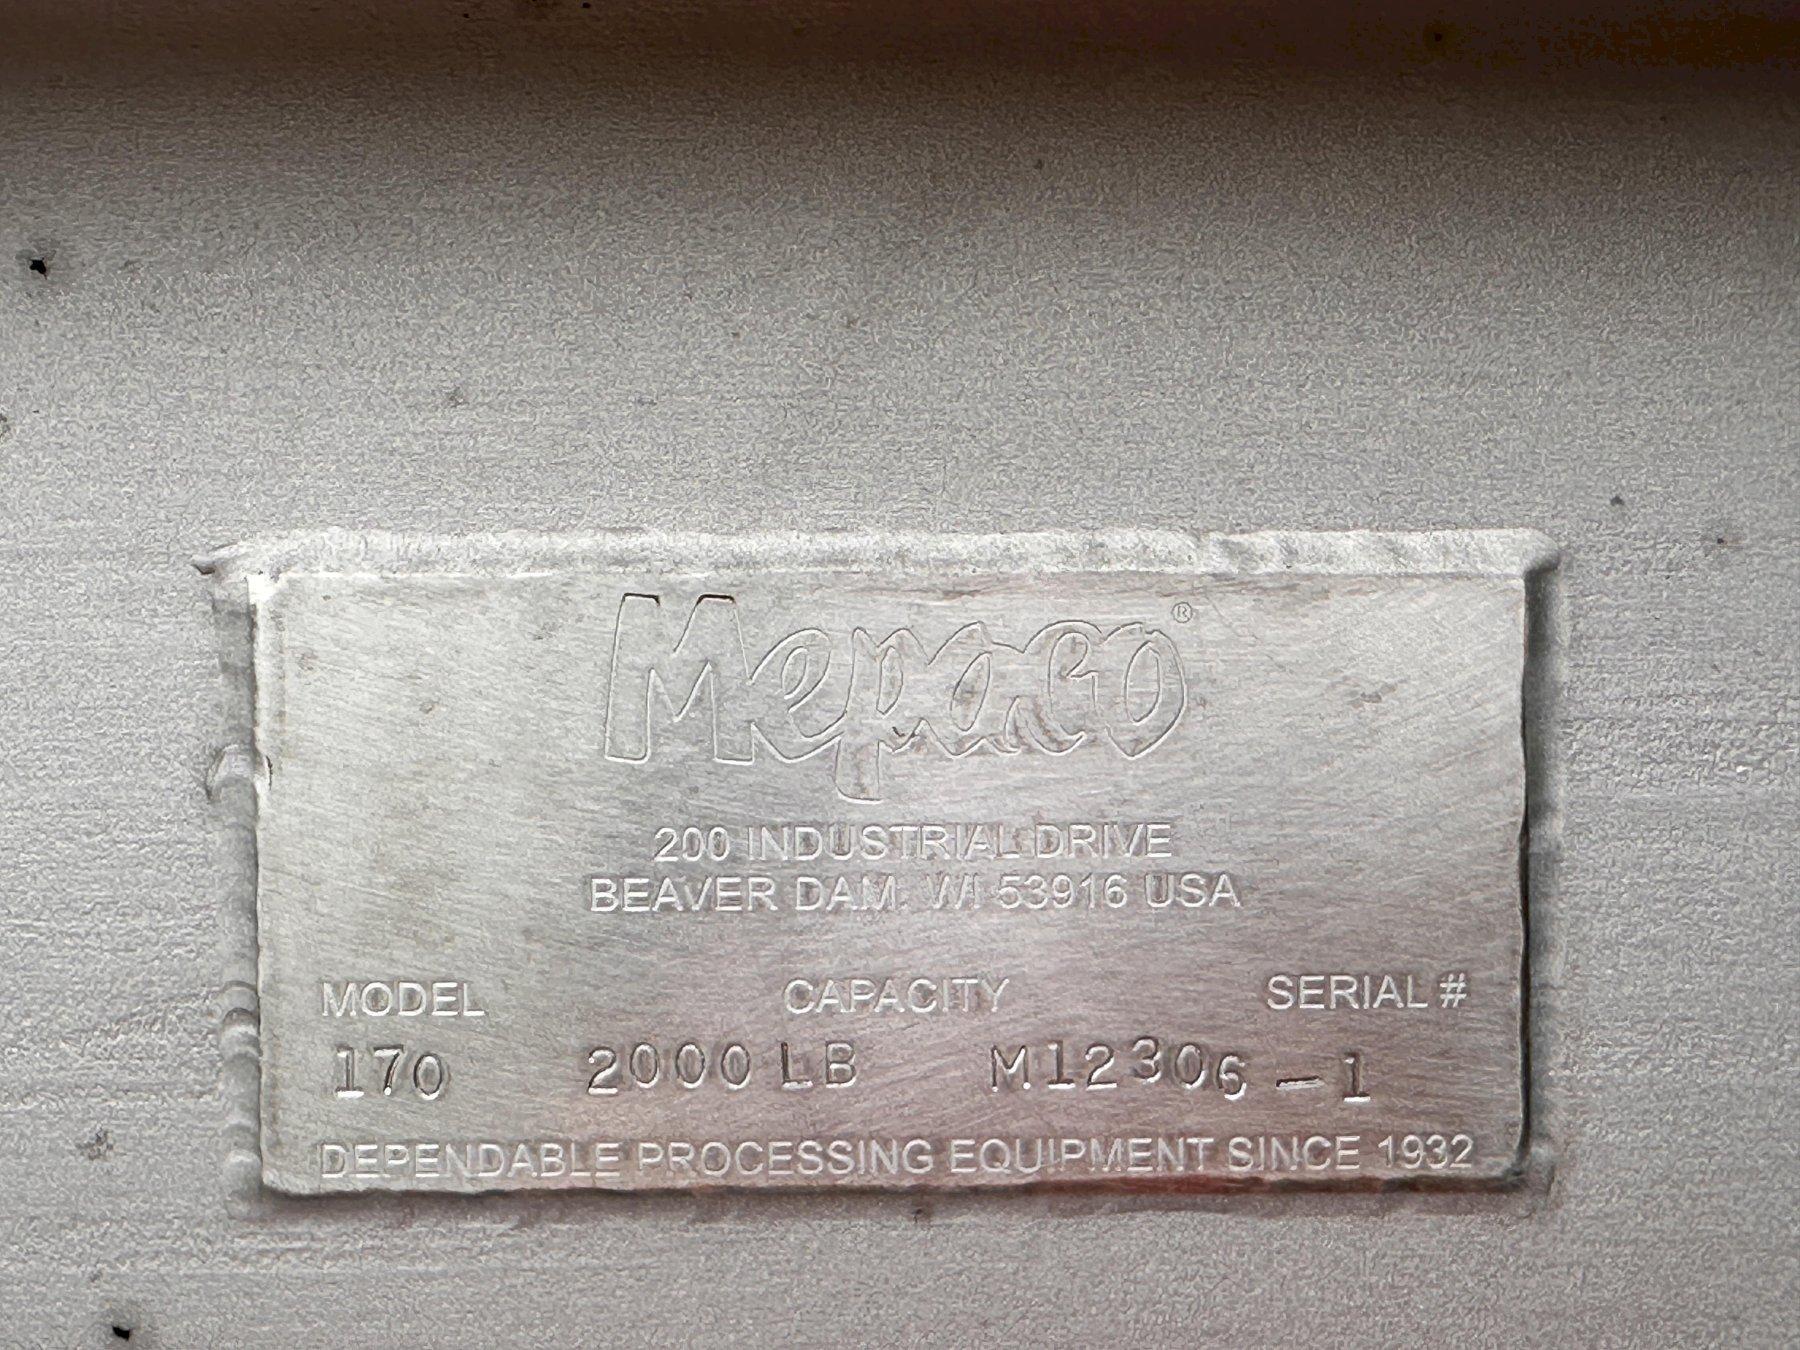 Mepaco®
200 INDUSTRIAL DRIVE
BEAVER DAM, WI 53916 USA
MODEL CAPACITY SERIAL #
170 2000 LB M12306-1
DEPENDABLE PROCESSING EQUIPMENT SINCE 1932